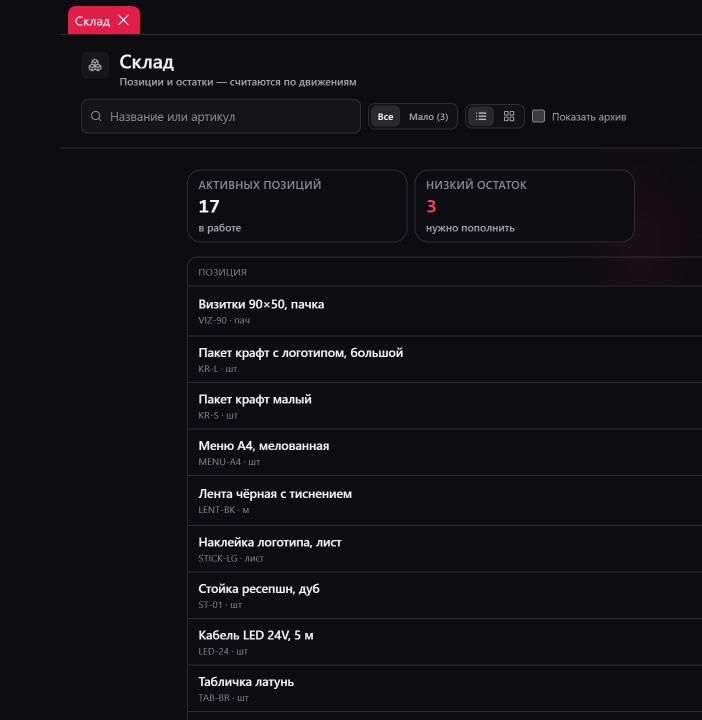 Склад
Склад
Позиции и остатки — считаются по движениям
Название или артикул
Все Мало (3) Показать архив
АКТИВНЫХ ПОЗИЦИЙ
17
в работе
НИЗКИЙ ОСТАТОК
3
нужно пополнить
ПОЗИЦИЯ
Визитки 90×50, пачка
VIZ-90 · пач
Пакет крафт с логотипом, большой
KR-L · шт
Пакет крафт малый
KR-S · шт
Меню А4, мелованная
MENU-A4 · шт
Лента чёрная с тиснением
LENT-BK · м
Наклейка логотипа, лист
STICK-LG · лист
Стойка ресепшн, дуб
ST-01 · шт
Кабель LED 24V, 5 м
LED-24 · шт
Табличка латунь
TAB-BR · шт